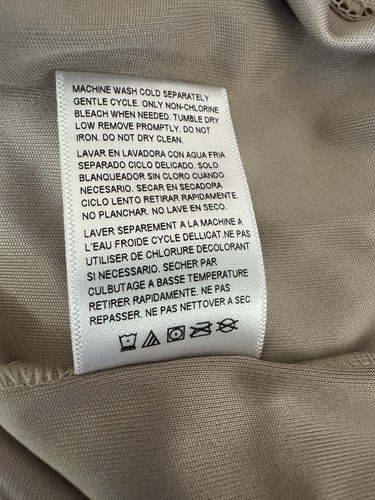 MACHINE WASH COLD SEPARATELY
GENTLE CYCLE. ONLY NON-CHLORINE
BLEACH WHEN NEEDED. TUMBLE DRY
LOW REMOVE PROMPTLY. DO NOT
IRON. DO NOT DRY CLEAN.
LAVAR EN LAVADORA CON AGUA FRIA
SEPARADO CICLO DELICADO. SOLO
BLANQUEADOR SIN CLORO CUANDO
NECESARIO. SECAR EN SECADORA
CICLO LENTO RETIRAR RAPIDAMENTE.
NO PLANCHAR. NO LAVE EN SECO.
LAVER SEPAREMENT A LA MACHINE A
L'EAU FROIDE CYCLE DELLICAT.NE PAS
UTILISER DE CHLORURE DECOLORANT
SI NECESSARIO. SECHER PAR
CULBUTAGE A BASSE TEMPERATURE
RETIRER RAPIDAMENTE. NE PAS
REPASSER. NE PAS NETTOVER A SEC.